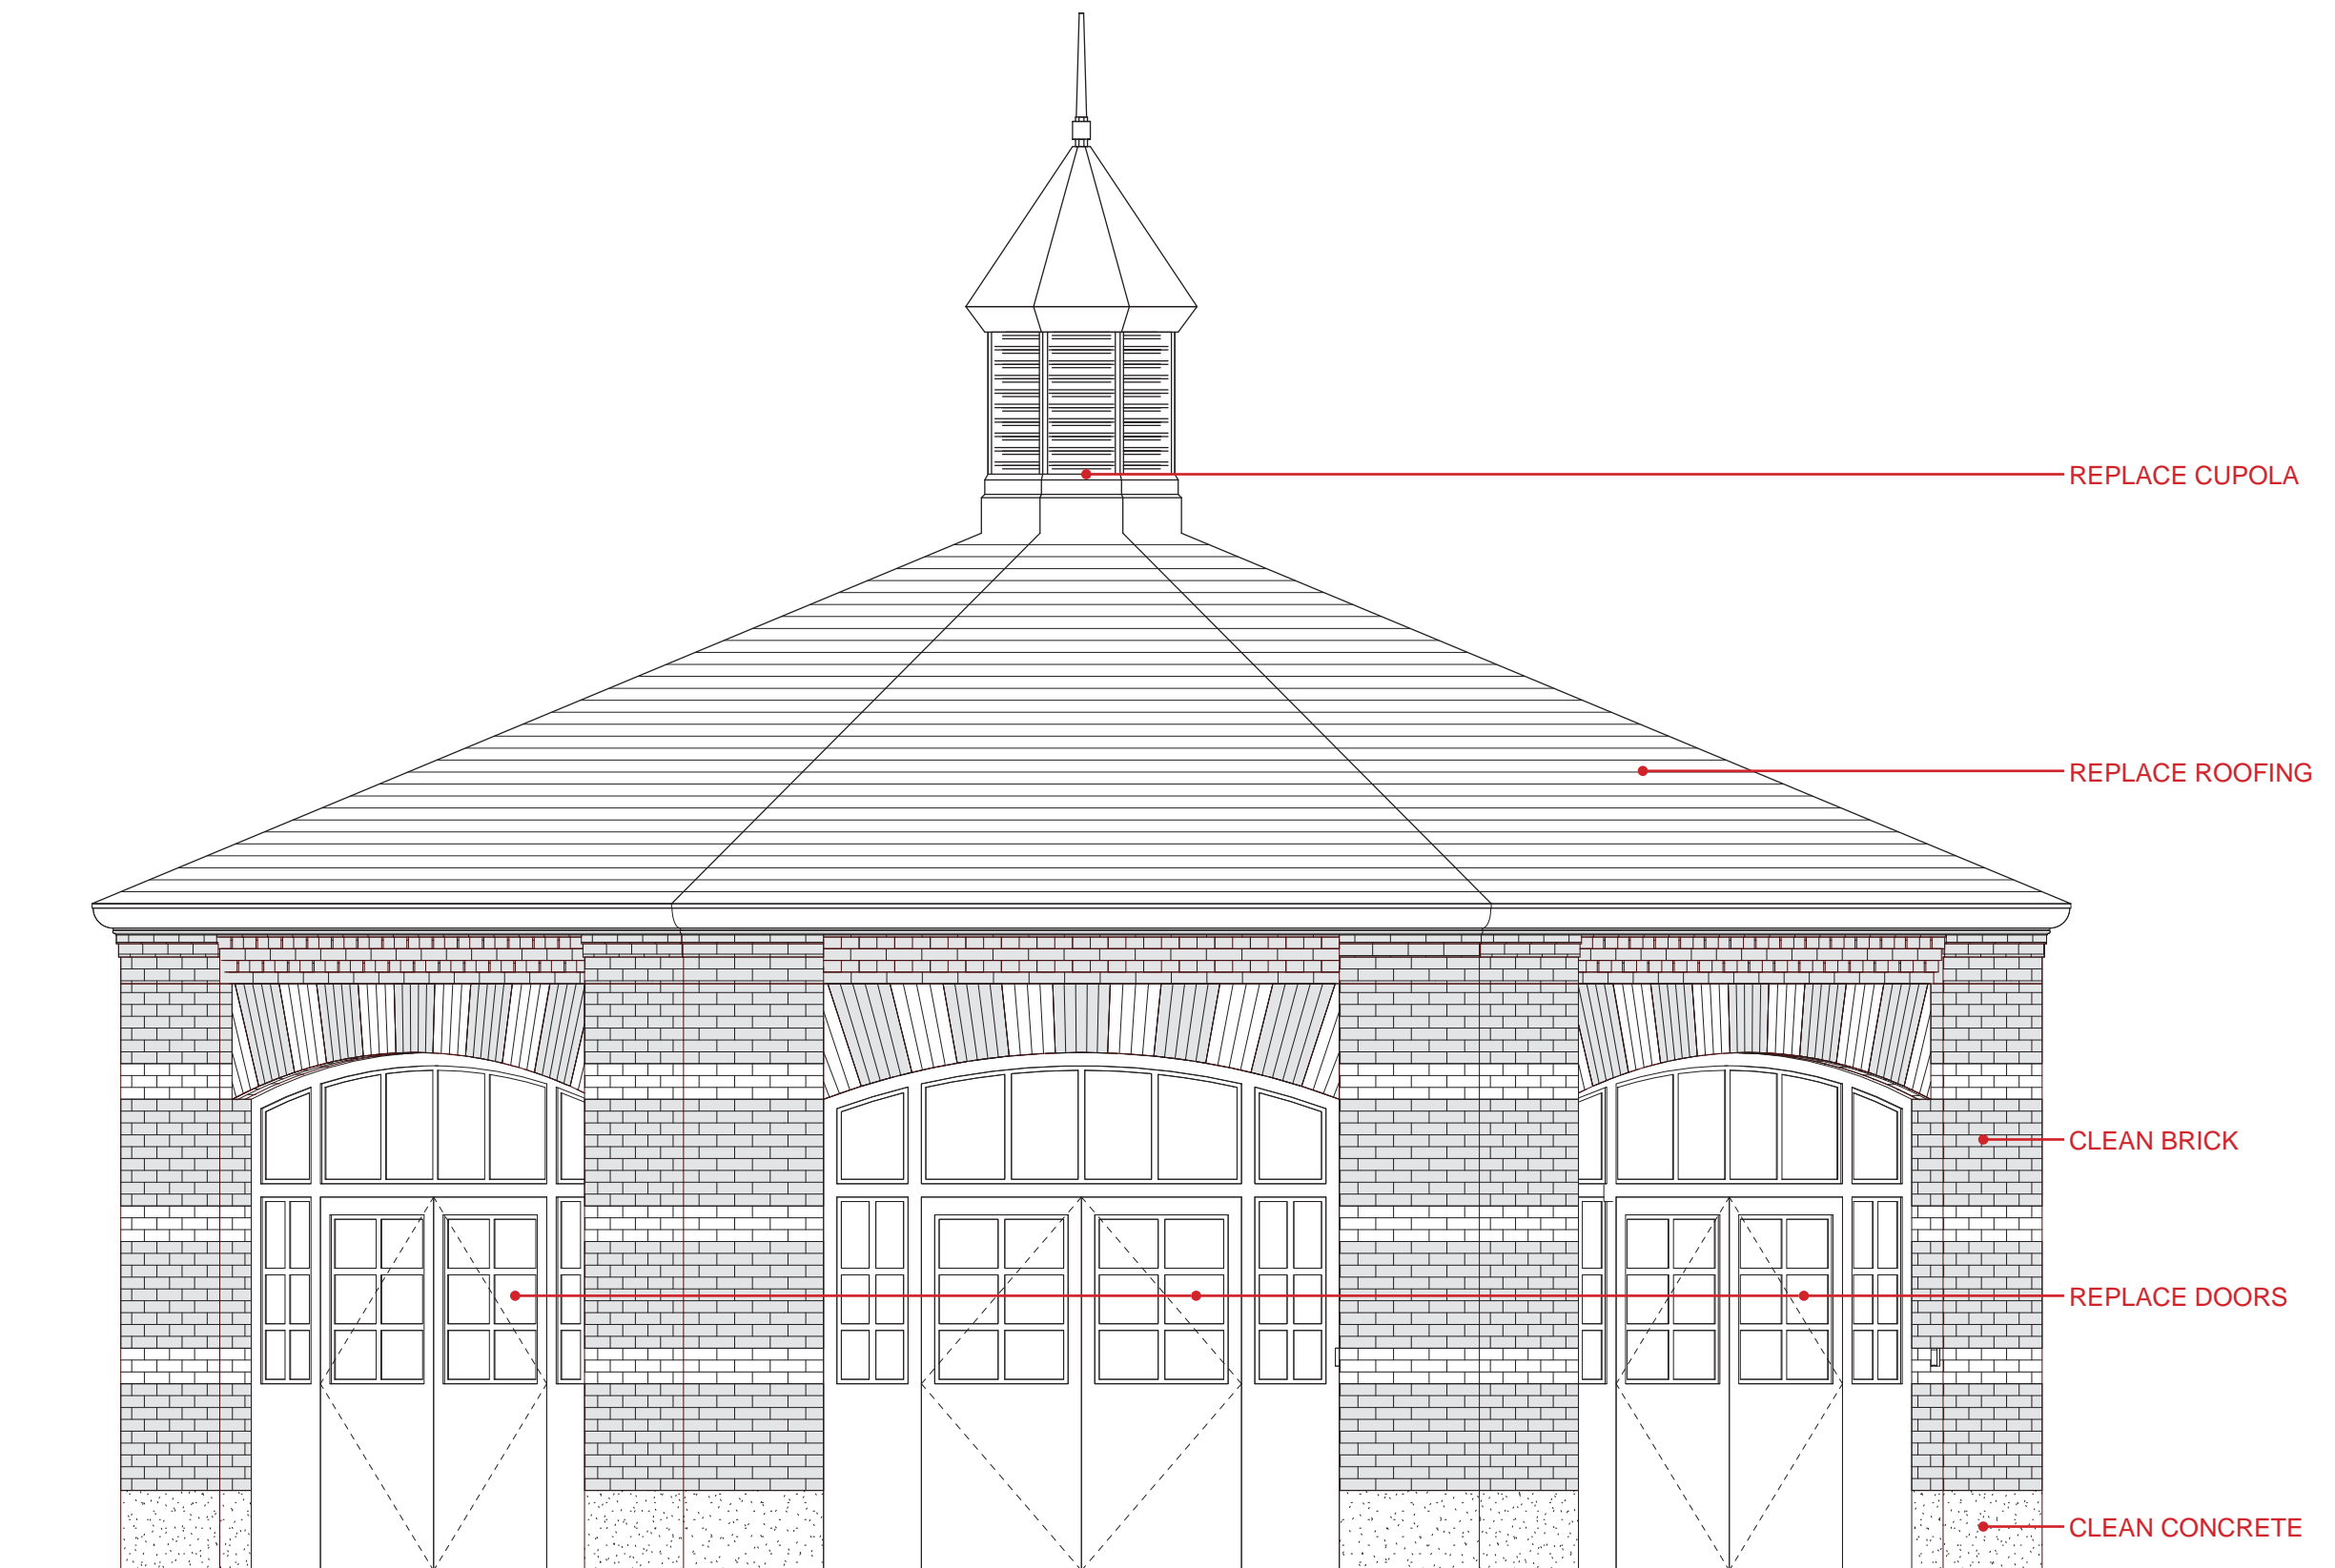 REPLACE CUPOLA
REPLACE ROOFING
CLEAN BRICK
REPLACE DOORS
CLEAN CONCRETE